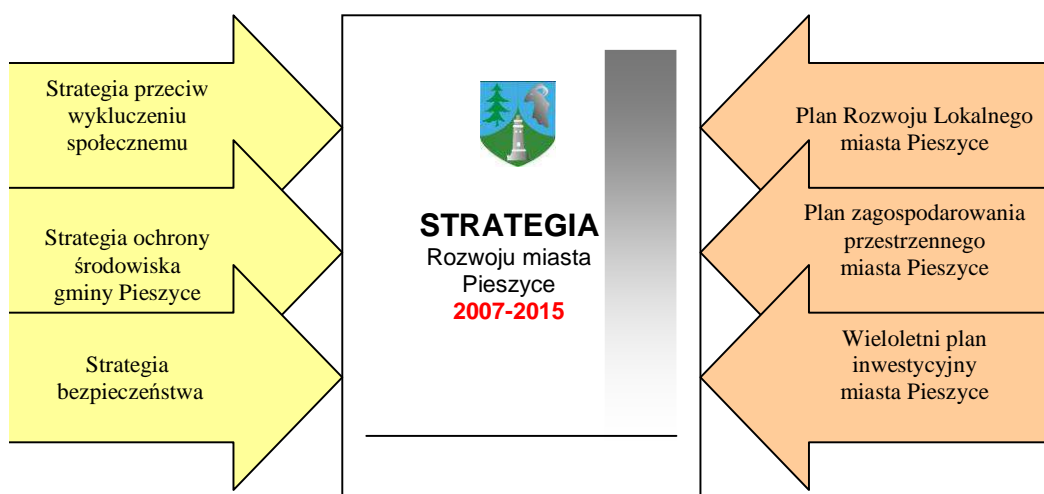 Strategia przeciw
wykluczeniu
społecznemu
Strategia ochrony
środowiska
gminy Pieszyce
Strategia
bezpieczeństwa
STRATEGIA
Rozwoju miasta
Pieszyce
2007-2015
Plan Rozwoju Lokalnego
miasta Pieszyce
Plan zagospodarowania
przestrzennego
miasta Pieszyce
Wieloletni plan
inwestycyjny
miasta Pieszyce